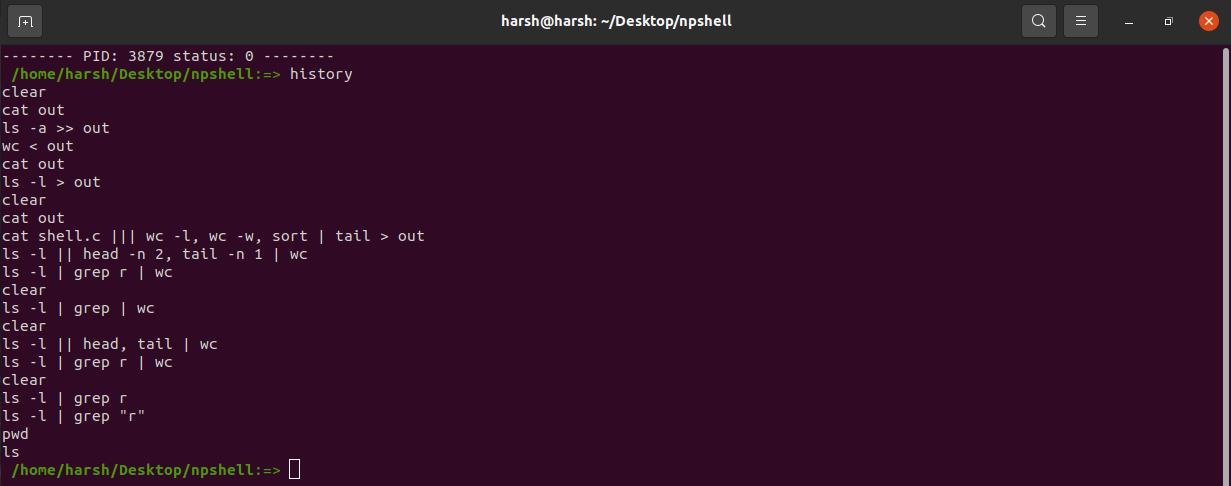 harsh@harsh: ~/Desktop/npshell
-------- PID: 3879 status: 0 --------
/home/harsh/Desktop/npshell:=> history
clear
cat out
ls -a >> out
wc < out
cat out
ls -l > out
clear
cat out
cat shell.c ||| wc -l, wc -w, sort | tail > out
ls -l || head -n 2, tail -n 1 | wc
ls -l | grep r | wc
clear
ls -l | grep | wc
clear
ls -l || head, tail | wc
ls -l | grep r | wc
clear
ls -l | grep r
ls -l | grep "r"
pwd
ls
/home/harsh/Desktop/npshell:=>